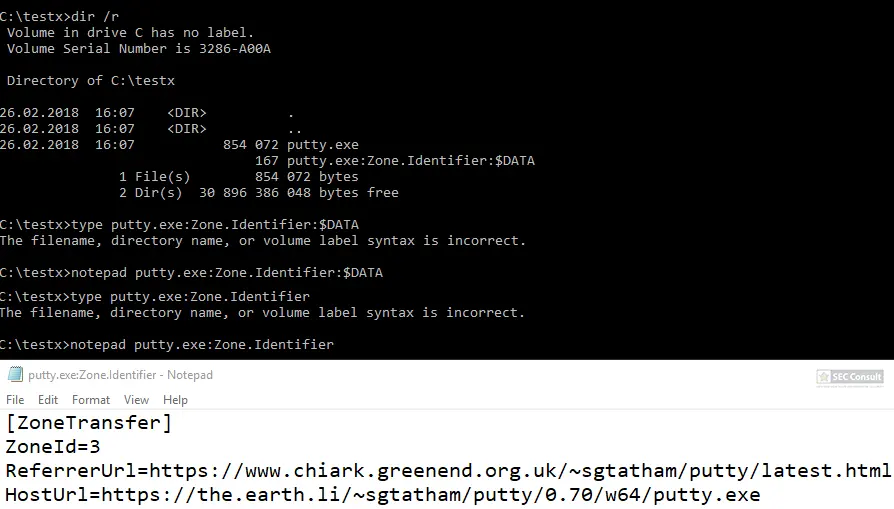 C:\testx>dir /r
Volume in drive C has no label.
Volume Serial Number is 3286-A00A
Directory of C:\testx
26.02.2018 16:07 <DIR> .
26.02.2018 16:07 <DIR> ..
26.02.2018 16:07 854 072 putty.exe
167 putty.exe:Zone.Identifier:$DATA
1 File(s) 854 072 bytes
2 Dir(s) 30 896 386 048 bytes free
C:\testx>type putty.exe:Zone.Identifier:$DATA
The filename, directory name, or volume label syntax is incorrect.
C:\testx>notepad putty.exe:Zone.Identifier:$DATA
C:\testx>type putty.exe:Zone.Identifier
The filename, directory name, or volume label syntax is incorrect.
C:\testx>notepad putty.exe:Zone.Identifier
putty.exe:Zone.Identifier - Notepad
SEC Consult
File Edit Format View Help
[ZoneTransfer]
ZoneId=3
ReferrerUrl=https://www.chiark.greenend.org.uk/~sgtatham/putty/latest.html
HostUrl=https://the.earth.li/~sgtatham/putty/0.70/w64/putty.exe